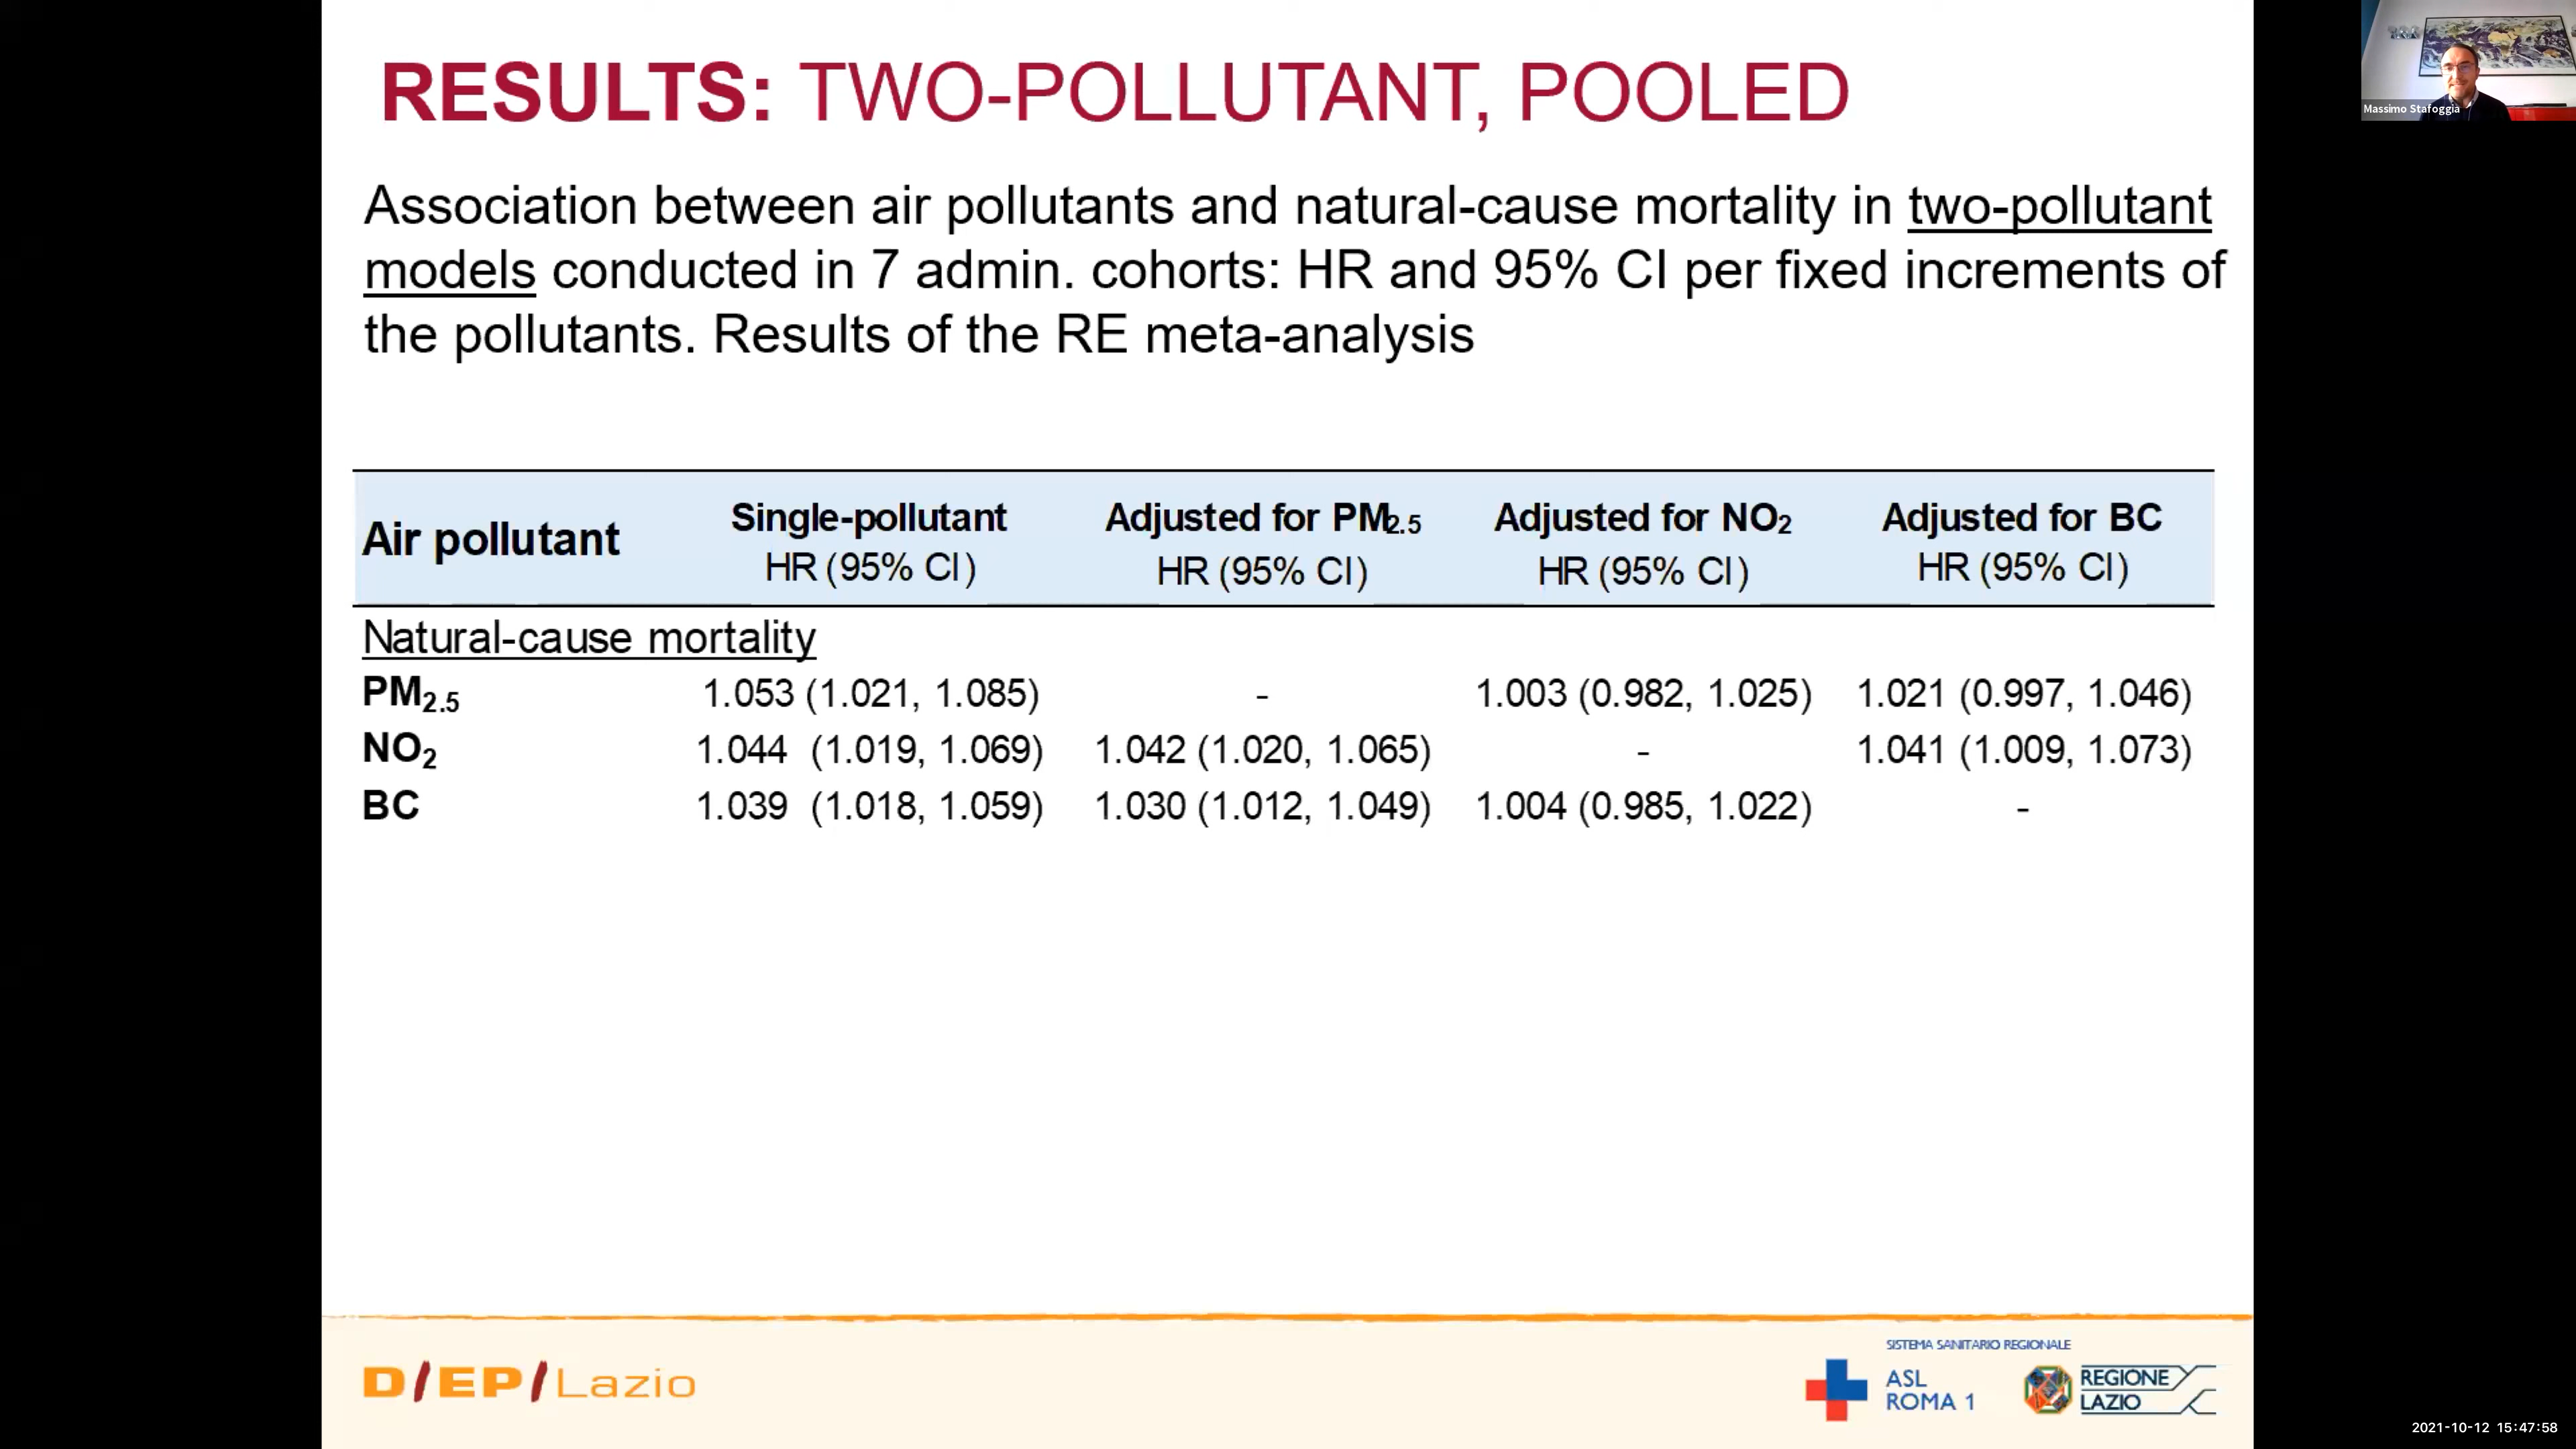 RESULTS: TWO-POLLUTANT, POOLED
Massimo Stafoggia
Association between air pollutants and natural-cause mortality in two-pollutant
models conducted in 7 admin. cohorts: HR and 95% CI per fixed increments of
the pollutants. Results of the RE meta-analysis
Air pollutant Single-pollutant HR (95% CI) Adjusted for PM2.5 HR (95% CI) Adjusted for NO2 HR (95% CI) Adjusted for BC HR (95% CI)
Natural-cause mortality
PM2.5 1.053 (1.021, 1.085) - 1.003 (0.982, 1.025) 1.021 (0.997, 1.046)
NO2 1.044 (1.019, 1.069) 1.042 (1.020, 1.065) - 1.041 (1.009, 1.073)
BC 1.039 (1.018, 1.059) 1.030 (1.012, 1.049) 1.004 (0.985, 1.022) -
D/EP/Lazio
SISTEMA SANITARIO REGIONALE
ASL
ROMA 1
REGIONE
LAZIO
2021-10-12 15:47:58